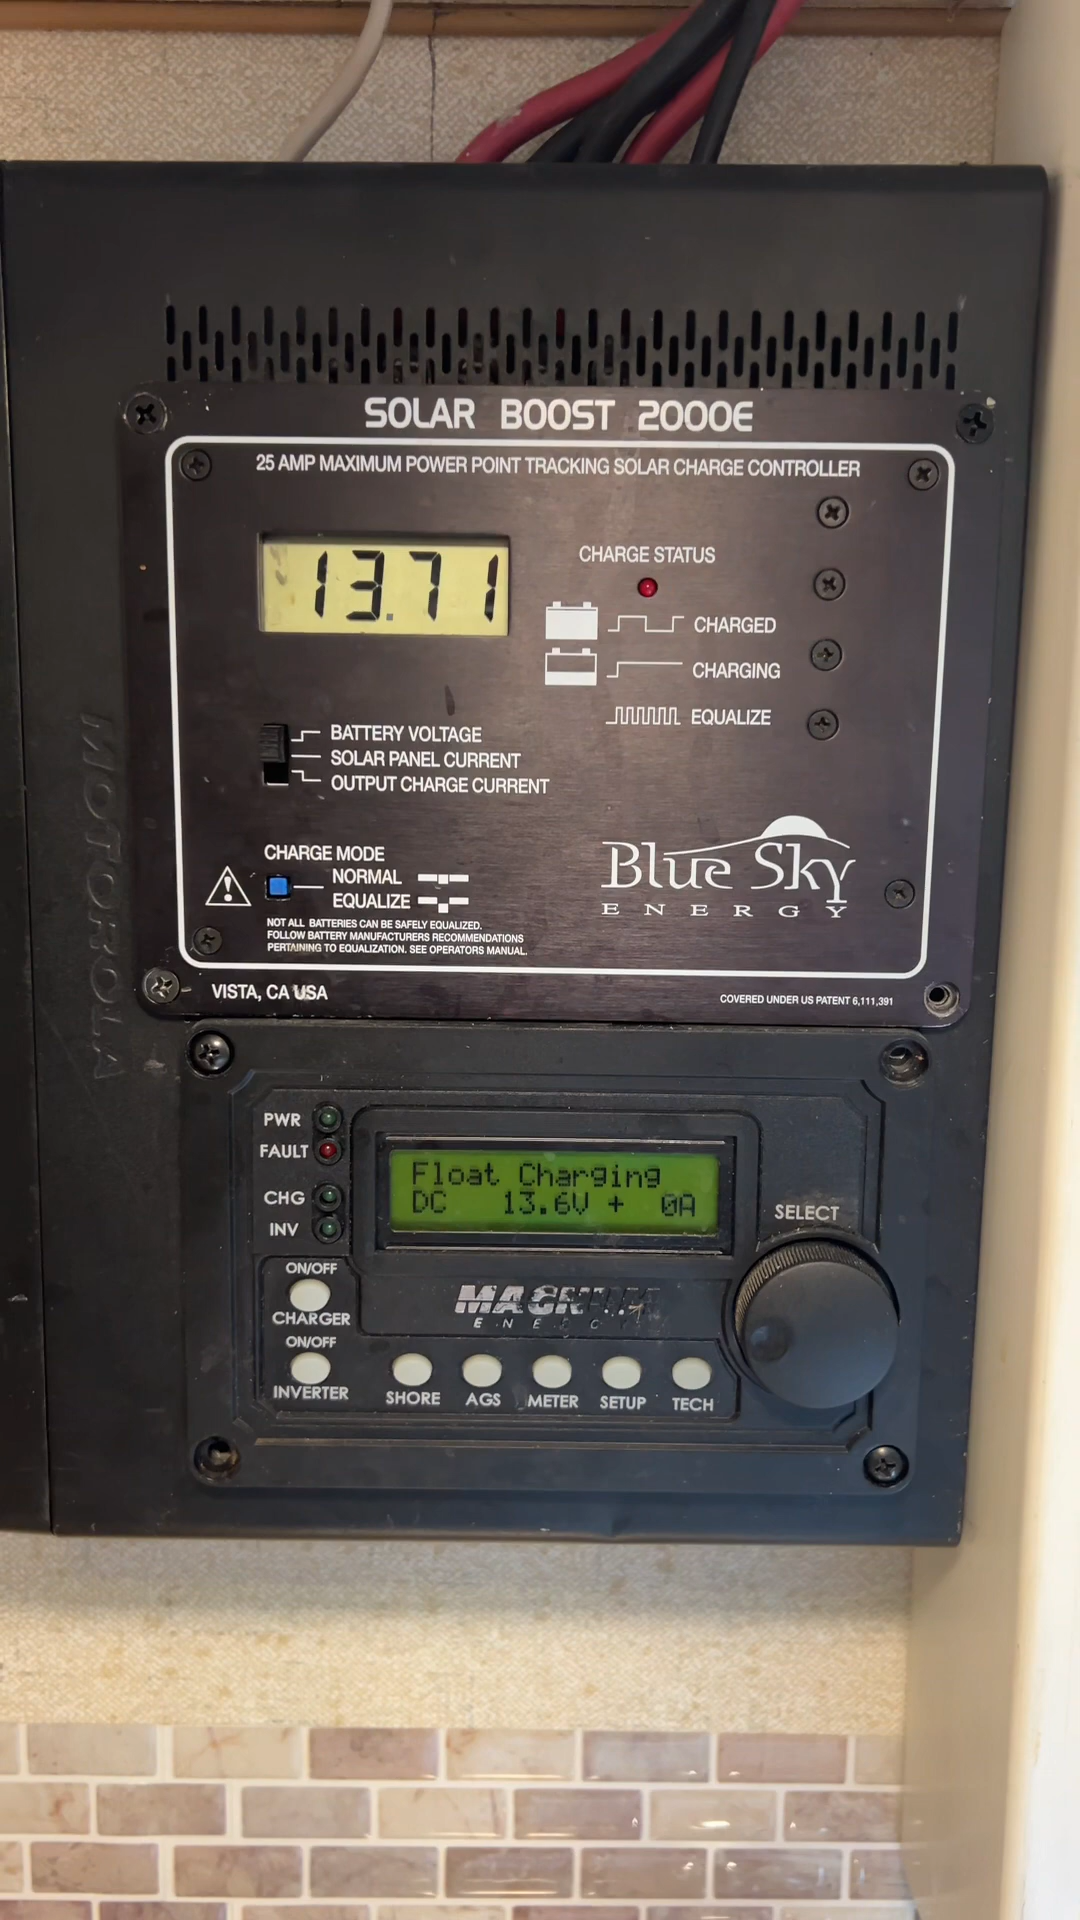 SOLAR BOOST 2000E
25 AMP MAXIMUM POWER POINT TRACKING SOLAR CHARGE CONTROLLER
13.71
CHARGE STATUS
CHARGED
CHARGING
EQUALIZE
BATTERY VOLTAGE
SOLAR PANEL CURRENT
OUTPUT CHARGE CURRENT
CHARGE MODE
NORMAL
EQUALIZE
NOT ALL BATTERIES CAN BE SAFELY EQUALIZED.
FOLLOW BATTERY MANUFACTURERS RECOMMENDATIONS
PERTAINING TO EQUALIZATION. SEE OPERATORS MANUAL.
Blue Sky
ENERGY
VISTA, CA USA
COVERED UNDER US PATENT 6,111,391
MOTOROLA
PWR
FAULT
CHG
INV
Float Charging
DC 13.6V + 0A
SELECT
ON/OFF
CHARGER
ON/OFF
INVERTER
MAGNUM
ENERGY
SHORE
AGS
METER
SETUP
TECH